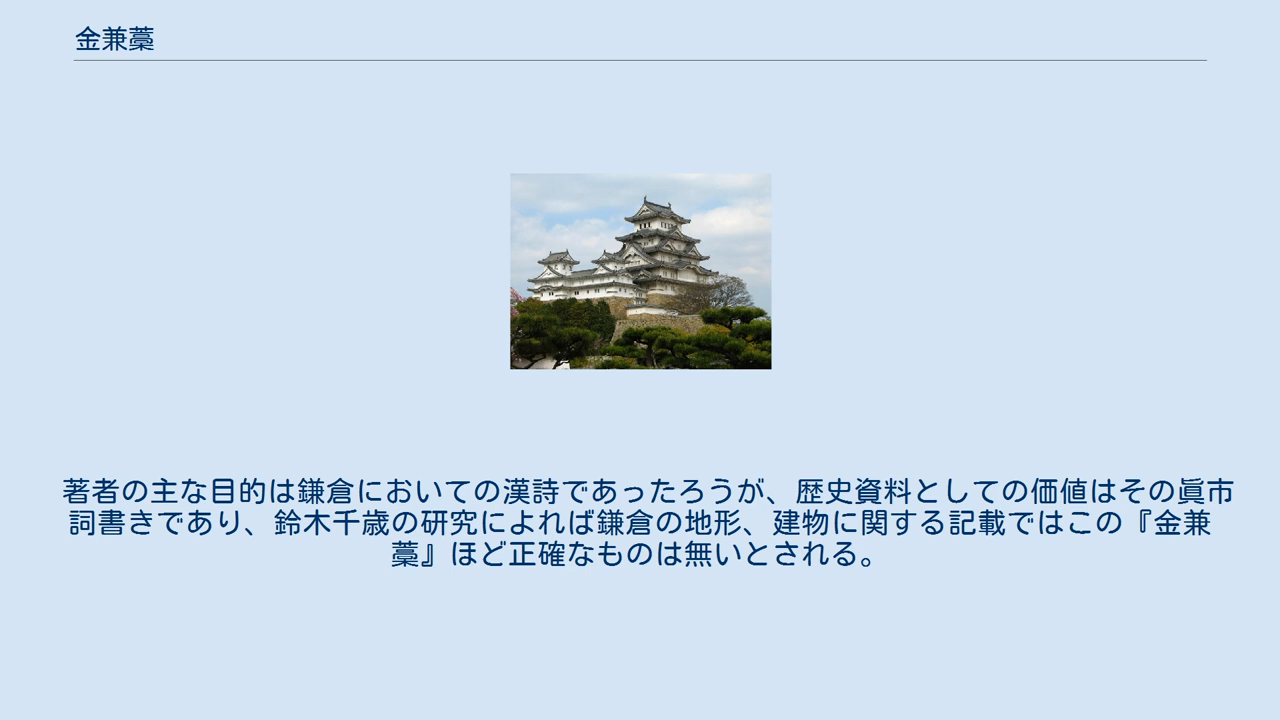 金兼藁
著者の主な目的は鎌倉においての漢詩であったろうが、歴史資料としての価値はその眞市
詞書きであり、鈴木千歳の研究によれば鎌倉の地形、建物に関する記載ではこの『金兼
藁』ほど正確なものは無いとされる。